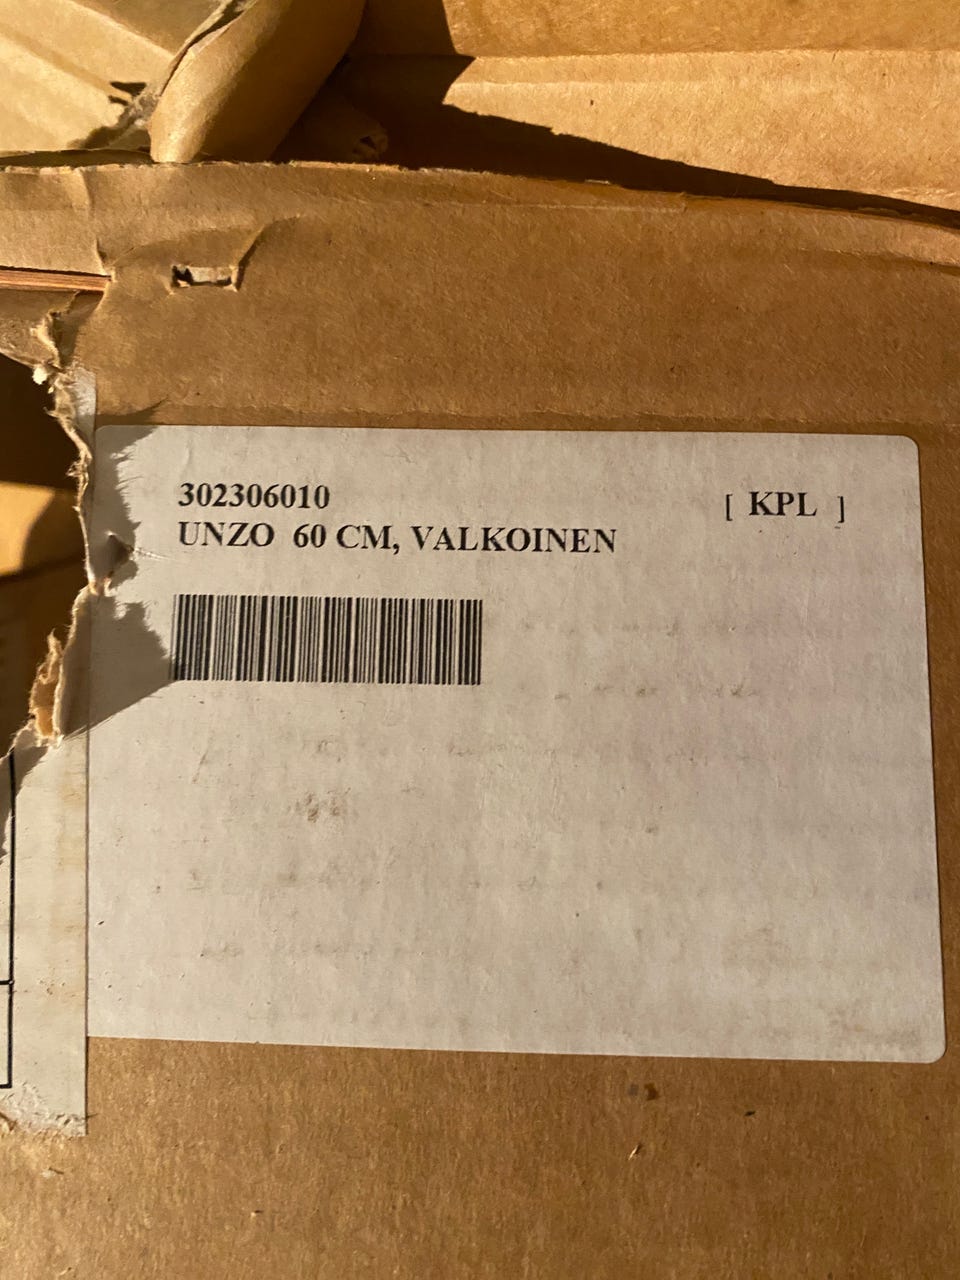 302306010
[ KPL ]
UNZO 60 CM, VALKOINEN